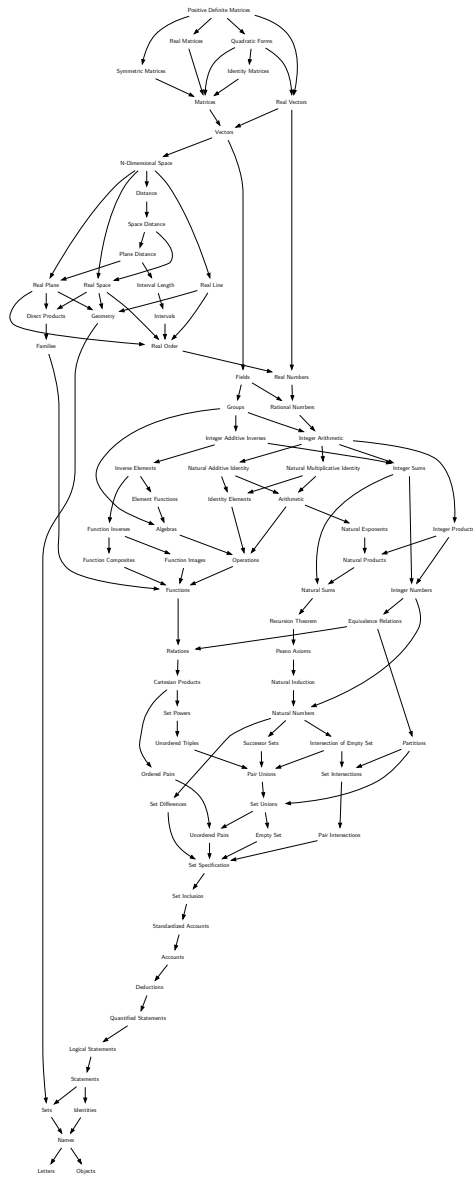 Positive Definite Matrices
Real Matrices Quadratic Forms
Symmetric Matrices Identity Matrices
Matrices Real Vectors
Vectors
N-Dimensional Space
Distance
Space Distance
Plane Distance
Real Plane Real Space Interval Length Real Line
Direct Products Geometry Intervals
Families Real Order
Fields Real Numbers
Groups Rational Numbers
Integer Additive Inverses Integer Arithmetic
Inverse Elements Natural Additive Identity Natural Multiplicative Identity Integer Sums
Element Functions Identity Elements Arithmetic
Function Inverses Algebras Natural Exponents Integer Products
Function Composites Function Images Operations Natural Products
Functions Natural Sums Integer Numbers
Recursion Theorem Equivalence Relations
Relations Peano Axioms
Cartesian Products Natural Induction
Set Powers Natural Numbers
Unordered Triples Successor Sets Intersection of Empty Set Partitions
Ordered Pairs Pair Unions Set Intersections
Set Differences Set Unions
Unordered Pairs Empty Set Pair Intersections
Set Specification
Set Inclusion
Standardized Accounts
Accounts
Deductions
Quantified Statements
Logical Statements
Statements
Sets Identities
Names
Letters Objects